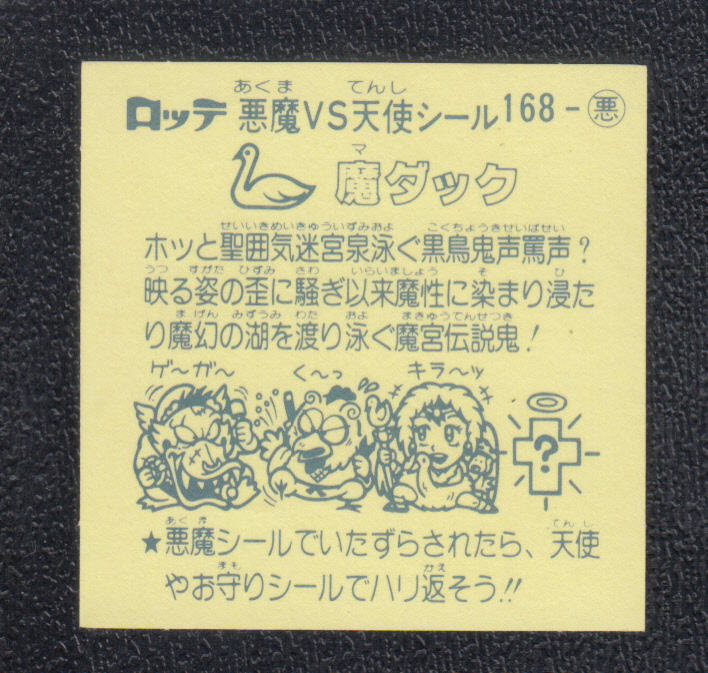 あくま てんし
ロッテ 悪魔VS天使シール168-悪
マ
魔ダック
せいいきめいきゅういずみおよ こくちょうきせいばせい
ホッと聖囲気迷宮泉泳ぐ黒鳥鬼声罵声?
うつ すがた ひずみ さわ いらいましょう そ ひ
映る姿の歪に騒ぎ以来魔性に染まり浸た
ま げん みずうみ わた およ まきゅうでんせつき
り魔幻の湖を渡り泳ぐ魔宮伝説鬼!
ゲ〜ガ〜 く〜っ キラ〜ッ
?
あく ま てん し
★悪魔シールでいたずらされたら、天使
まも かえ
やお守りシールでハリ返そう!!